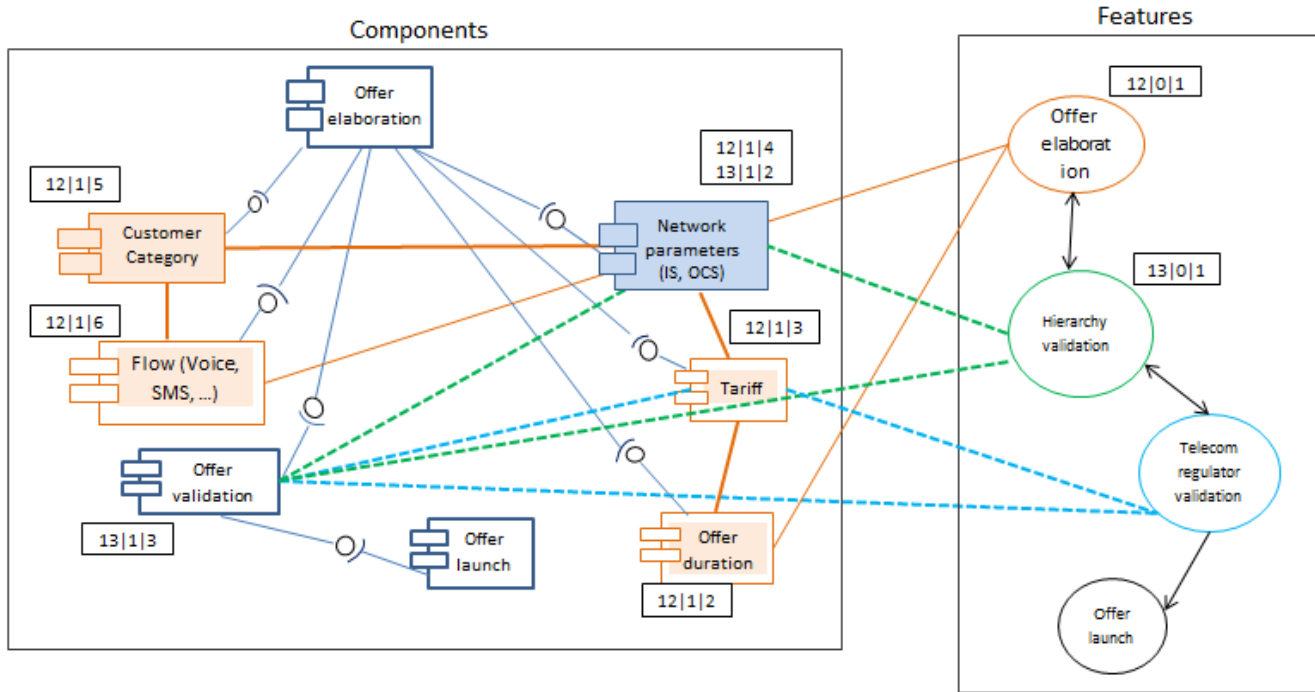 Components
Features
Offer
elaboration
12|1|5
Customer
Category
12|1|6
Flow (Voice,
SMS, ...)
Offer
validation
13|1|3
Offer
launch
12|1|4
13|1|2
Network
parameters
(IS, OCS)
12|1|3
Tariff
Offer
duration
12|1|2
12|0|1
Offer
elaborat
ion
13|0|1
Hierarchy
validation
Telecom
regulator
validation
Offer
launch